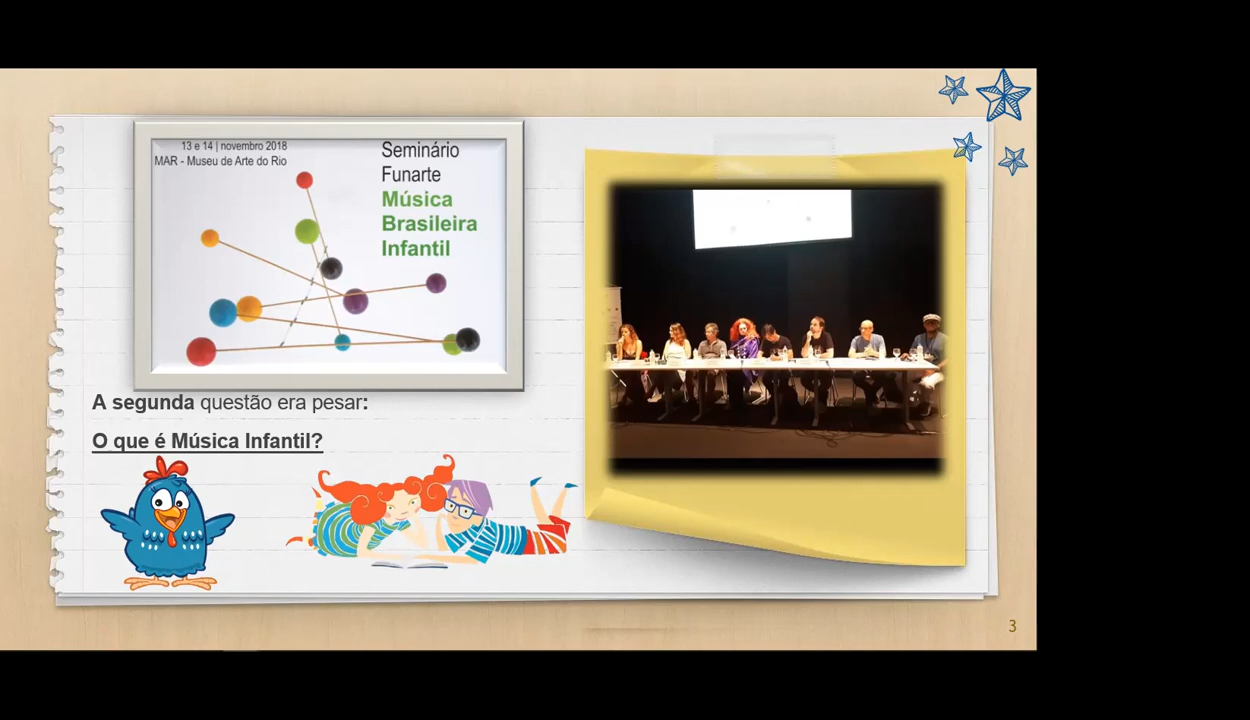 13 e 14 | novembro 2018
MAR - Museu de Arte do Rio
Seminário
Funarte
Música
Brasileira
Infantil
A segunda questão era pesar:
O que é Música Infantil?
3